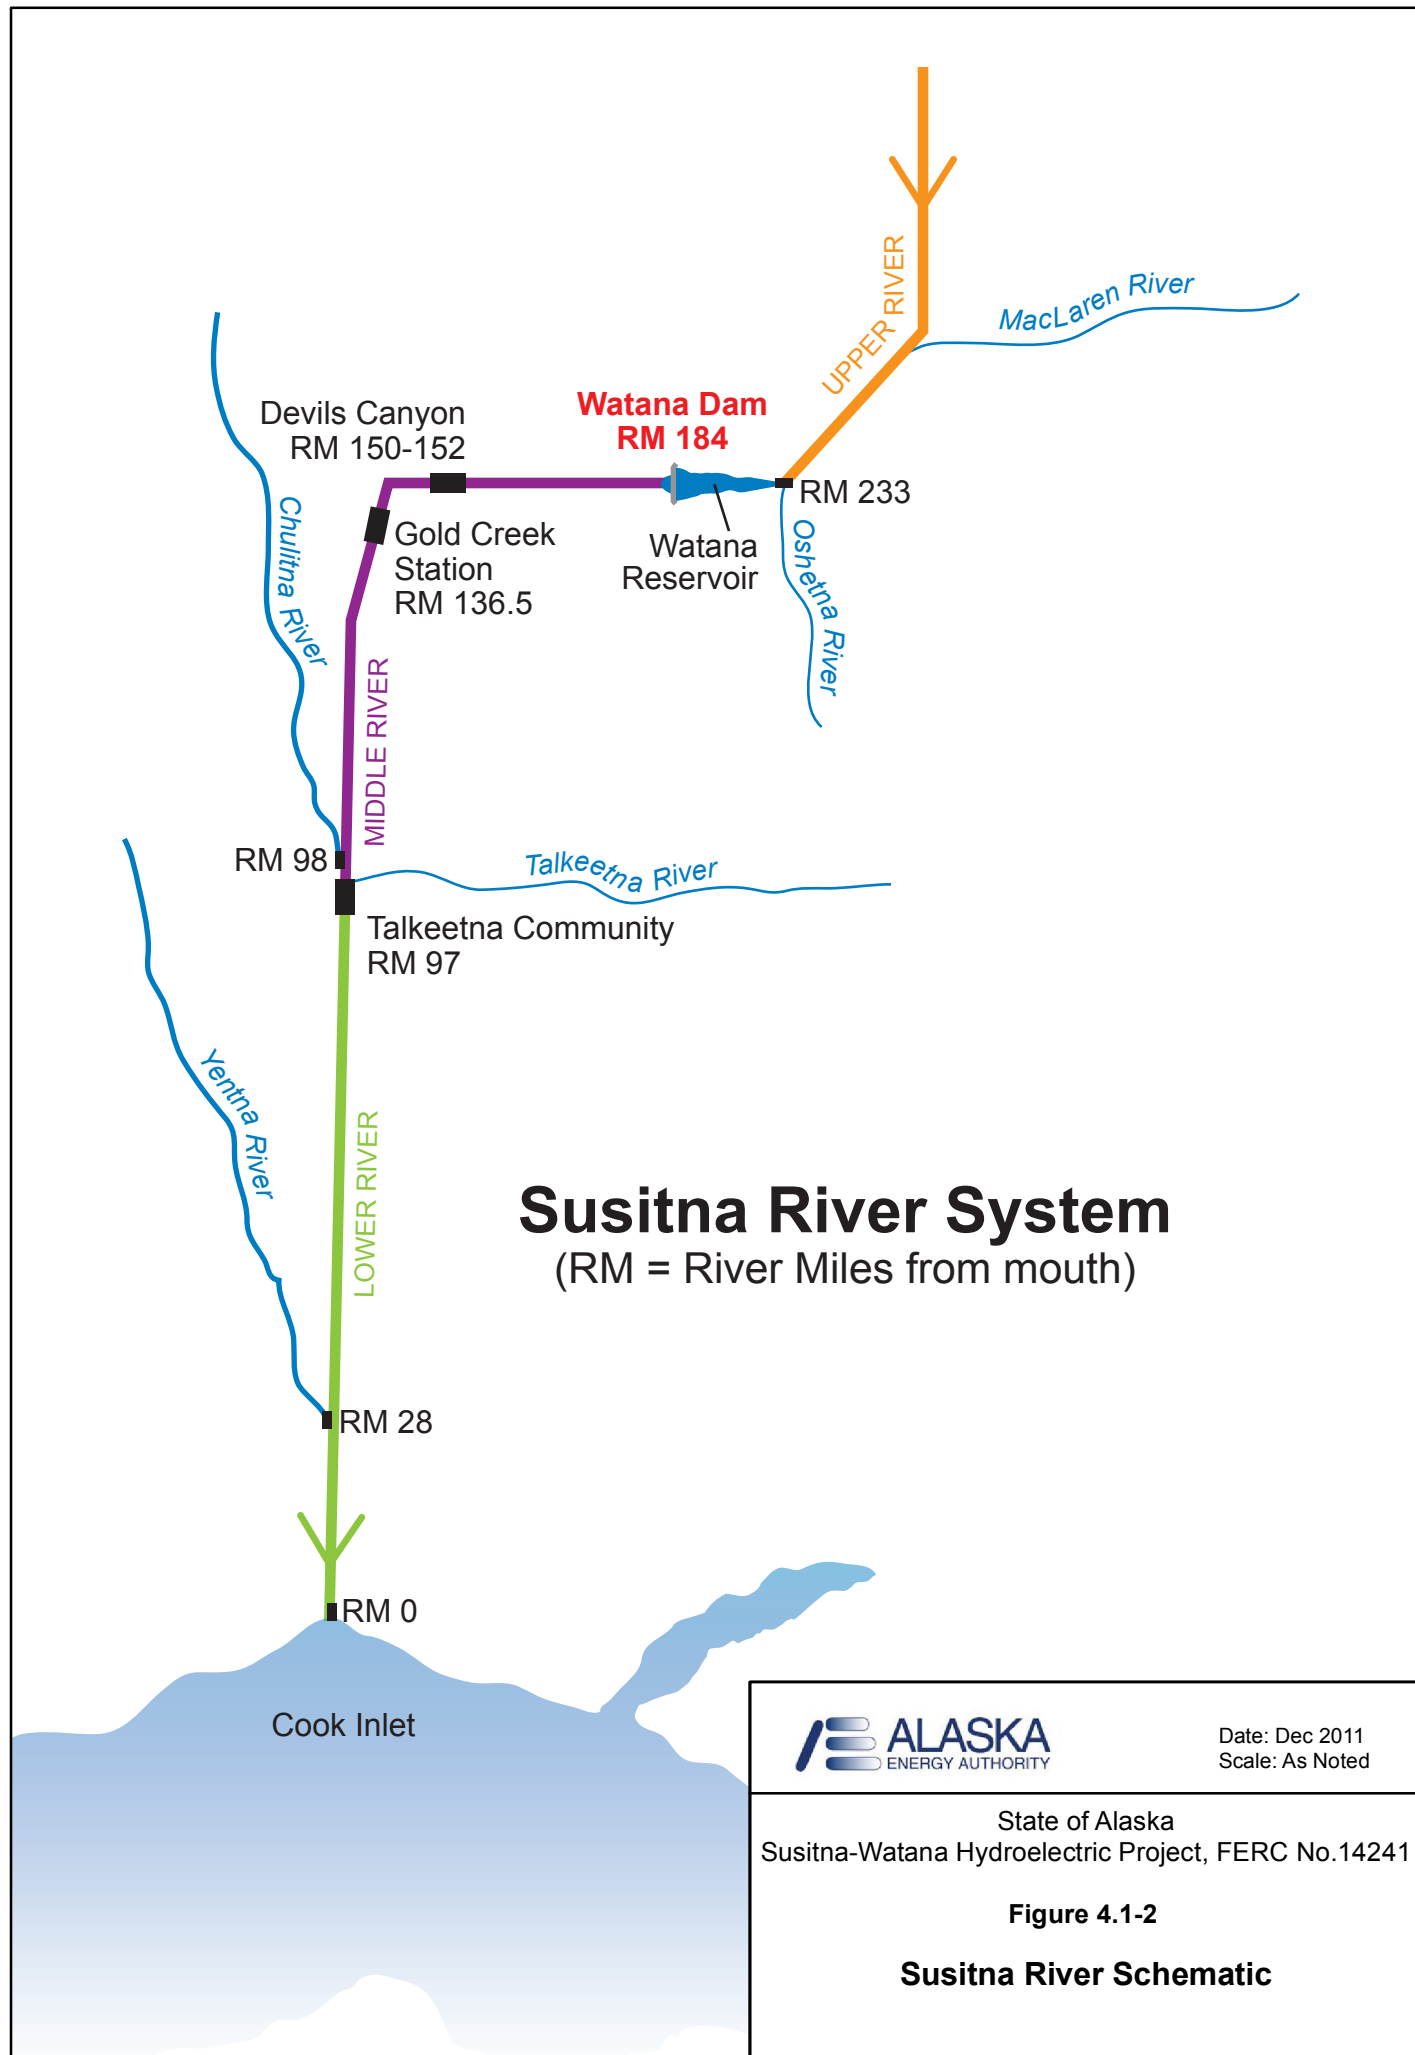 UPPER RIVER
MacLaren River
Devils Canyon
RM 150-152
Watana Dam
RM 184
RM 233
Gold Creek
Station
RM 136.5
Watana
Reservoir
Oshetna River
Chulitna River
MIDDLE RIVER
RM 98
Talkeetna River
Talkeetna Community
RM 97
Yentna River
LOWER RIVER
Susitna River System
(RM = River Miles from mouth)
RM 28
RM 0
Cook Inlet
ALASKA
ENERGY AUTHORITY
Date: Dec 2011
Scale: As Noted
State of Alaska
Susitna-Watana Hydroelectric Project, FERC No.14241
Figure 4.1-2
Susitna River Schematic